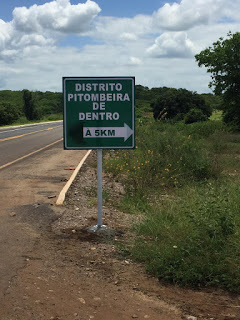 DISTRITO
PITOMBEIRA
DE
DENTRO
A 5KM